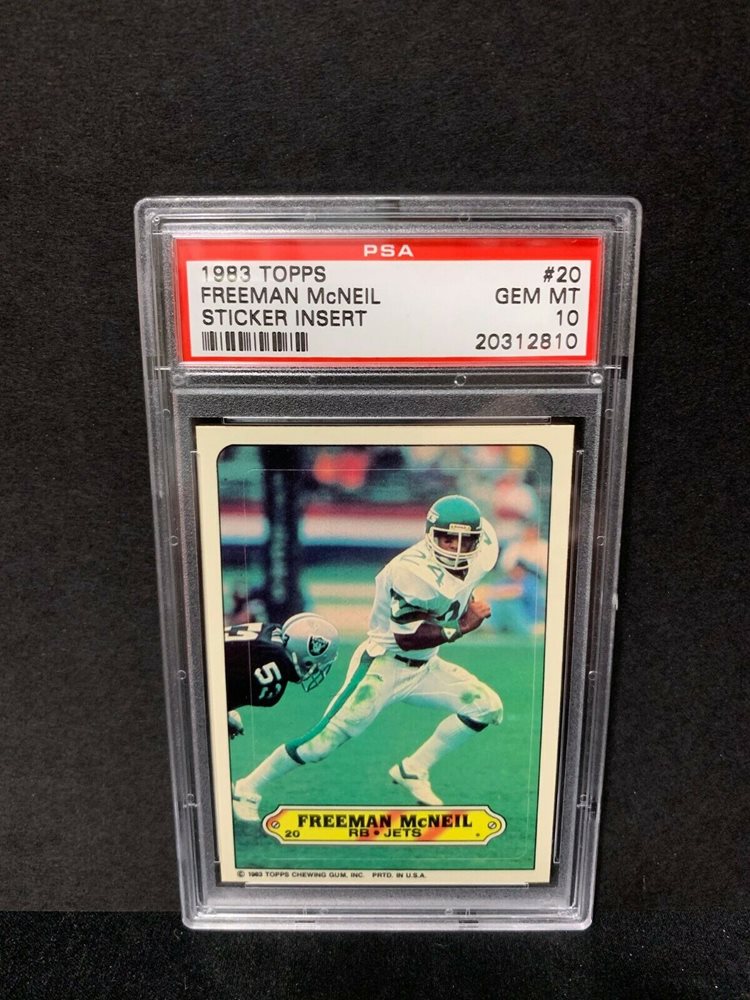 PSA
1983 TOPPS #20
FREEMAN McNEIL GEM MT
STICKER INSERT 10
20312810
53
FREEMAN McNEIL
20 RB • JETS *
© 1983 TOPPS CHEWING GUM, INC. PRTD. IN U.S.A.